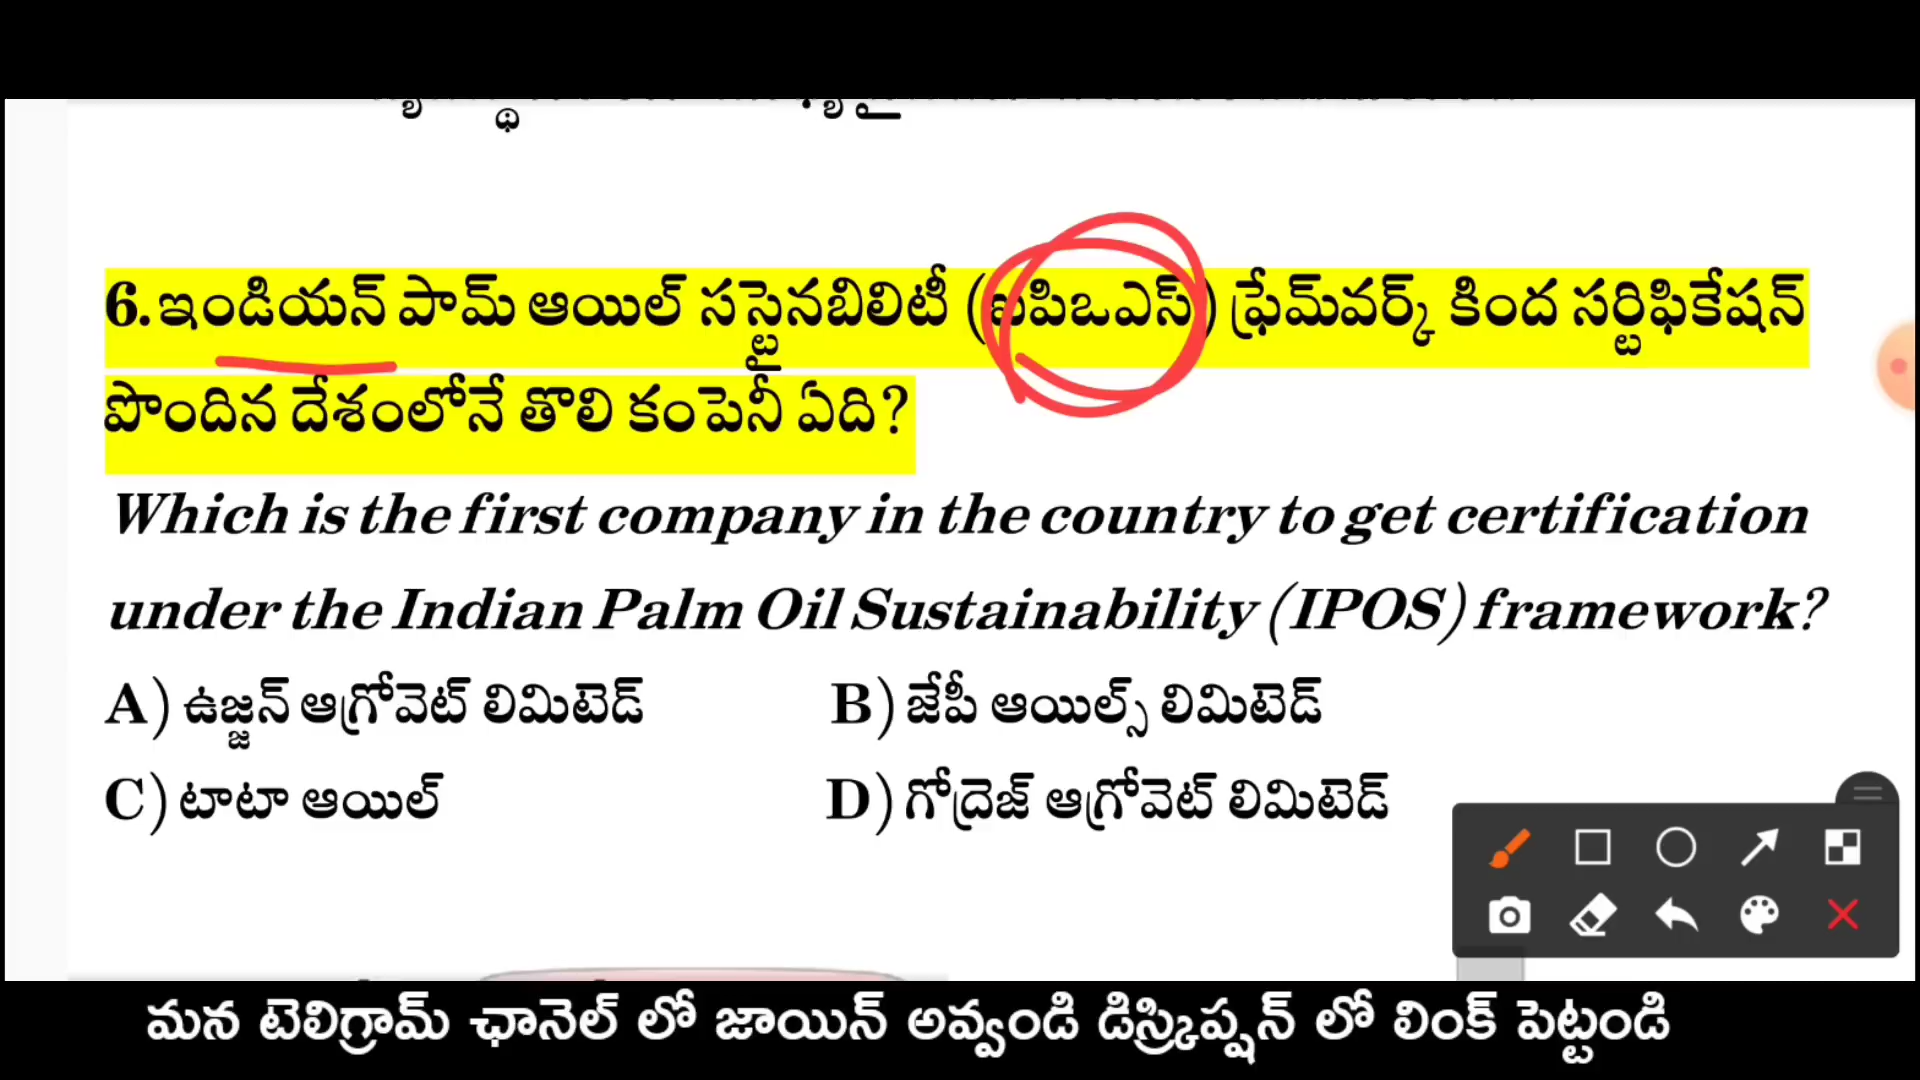 6.ఇండియన్ పామ్ ఆయిల్ సస్టైనబిలిటీ (ఐపిఒఎస్) ఫ్రేమ్‌వర్క్ కింద సర్టిఫికేషన్
పొందిన దేశంలోనే తొలి కంపెనీ ఏది?
Which is the first company in the country to get certification
under the Indian Palm Oil Sustainability (IPOS) framework?
A) ఉజ్జన్ ఆగ్రోవెట్ లిమిటెడ్ B) జేపీ ఆయిల్స్ లిమిటెడ్
C) టాటా ఆయిల్ D) గోద్రెజ్ ఆగ్రోవెట్ లిమిటెడ్
మన టెలిగ్రామ్ ఛానెల్ లో జాయిన్ అవ్వండి డిస్క్రిప్షన్ లో లింక్ పెట్టండి